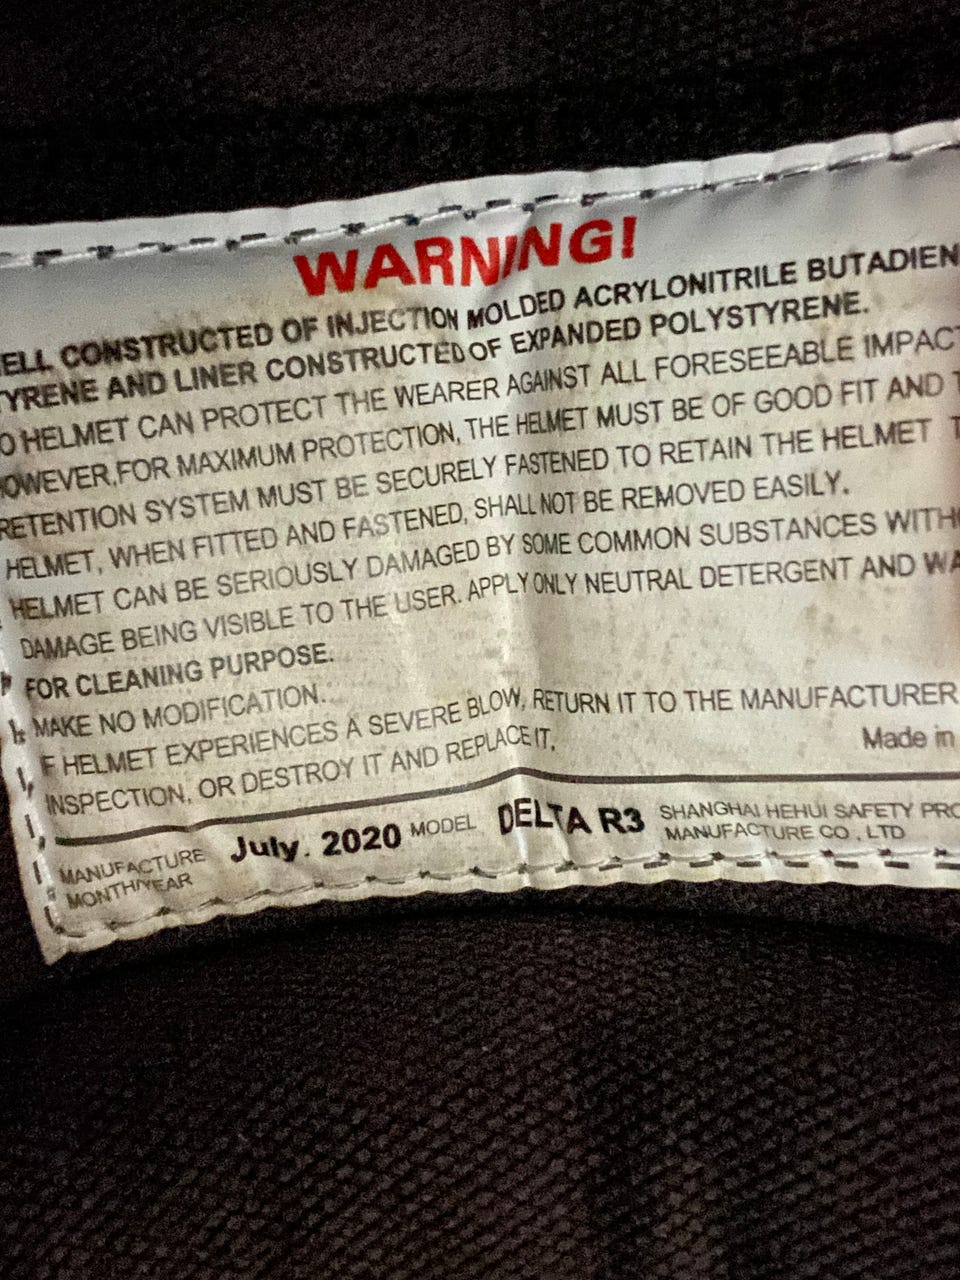 WARNING!
ELL CONSTRUCTED OF INJECTION MOLDED ACRYLONITRILE BUTADIEN
TYRENE AND LINER CONSTRUCTED OF EXPANDED POLYSTYRENE.
O HELMET CAN PROTECT THE WEARER AGAINST ALL FORESEEABLE IMPACT
OWEVER,FOR MAXIMUM PROTECTION, THE HELMET MUST BE OF GOOD FIT AND T
RETENTION SYSTEM MUST BE SECURELY FASTENED TO RETAIN THE HELMET T
HELMET, WHEN FITTED AND FASTENED, SHALL NOT BE REMOVED EASILY.
HELMET CAN BE SERIOUSLY DAMAGED BY SOME COMMON SUBSTANCES WITHO
DAMAGE BEING VISIBLE TO THE USER. APPLY ONLY NEUTRAL DETERGENT AND WA
FOR CLEANING PURPOSE.
MAKE NO MODIFICATION.
F HELMET EXPERIENCES A SEVERE BLOW, RETURN IT TO THE MANUFACTURER
INSPECTION, OR DESTROY IT AND REPLACE IT,
Made in
MANUFACTURE MONTH/YEAR July. 2020 MODEL DELTA R3 SHANGHAI HEHUI SAFETY PRO
MANUFACTURE CO., LTD